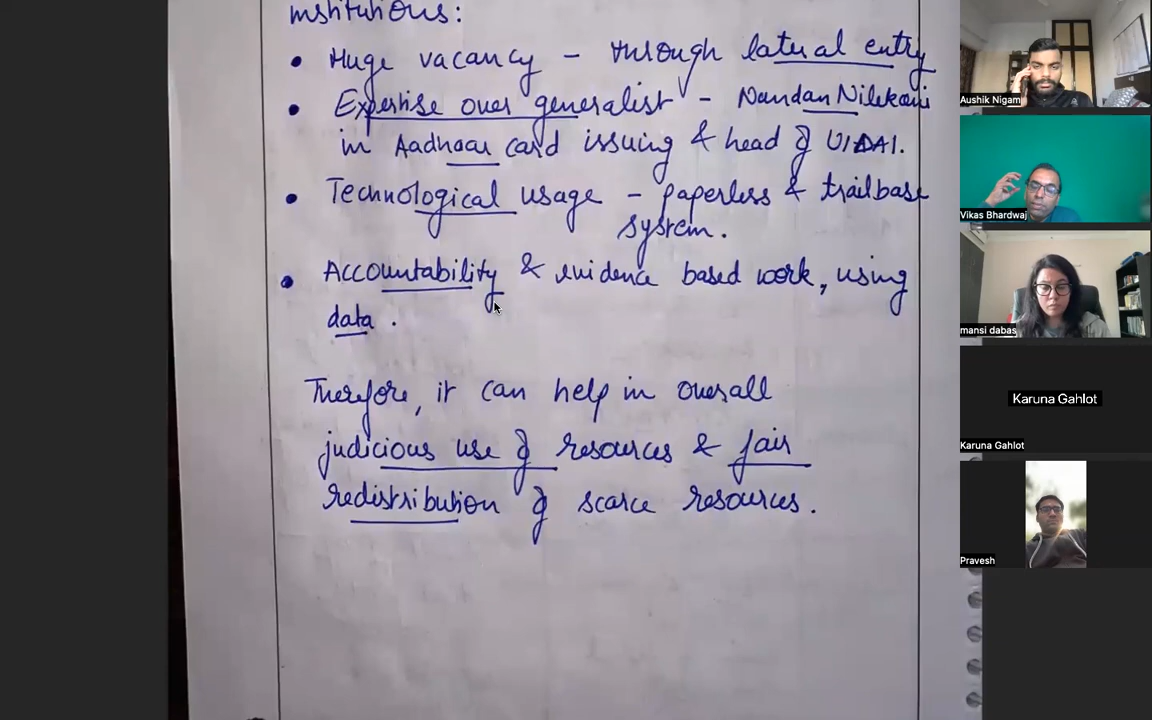 institutions:
• Huge vacancy – through lateral entry
• Expertise over generalist – Nandan Nilekani
in Aadhaar card issuing & head of UIDAI.
• Technological usage – paperless & trailbase
system.
• Accountability & evidence based work, using
data.
Therefore, it can help in overall
judicious use of resources & fair
redistribution of scarce resources.
Aushik Nigam
Vikas Bhardwaj
mansi dabas
Karuna Gahlot
Karuna Gahlot
Pravesh